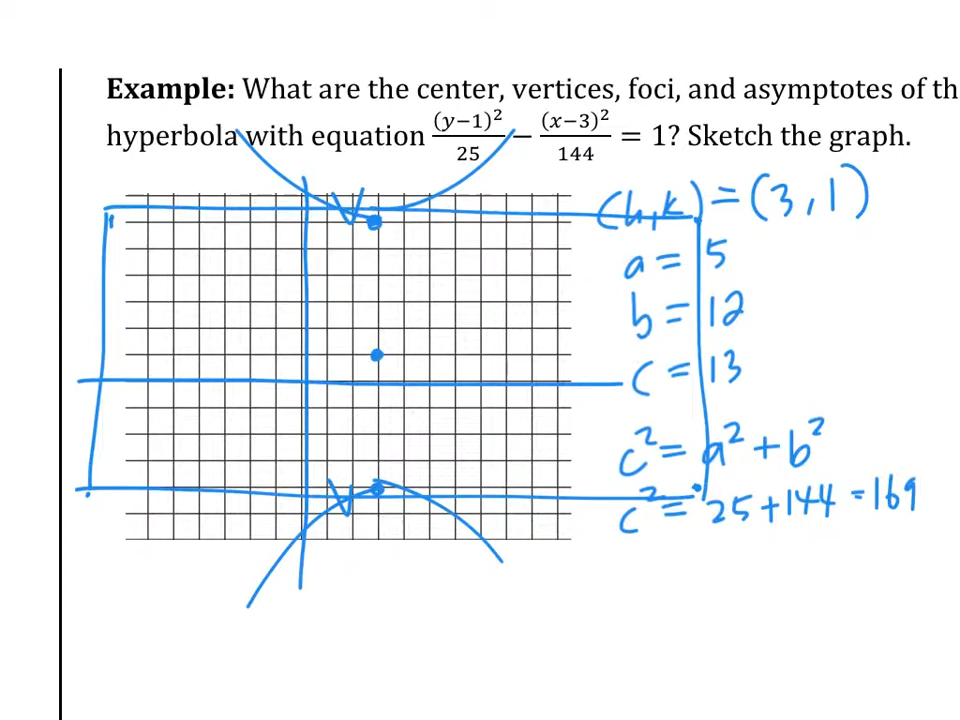 Example: What are the center, vertices, foci, and asymptotes of th
hyperbola with equation (y−1)²/25 − (x−3)²/144 = 1? Sketch the graph.
V
(h,k) = (3,1)
a = 5
b = 12
c = 13
c² = a² + b²
V
c² = 25+144 = 169